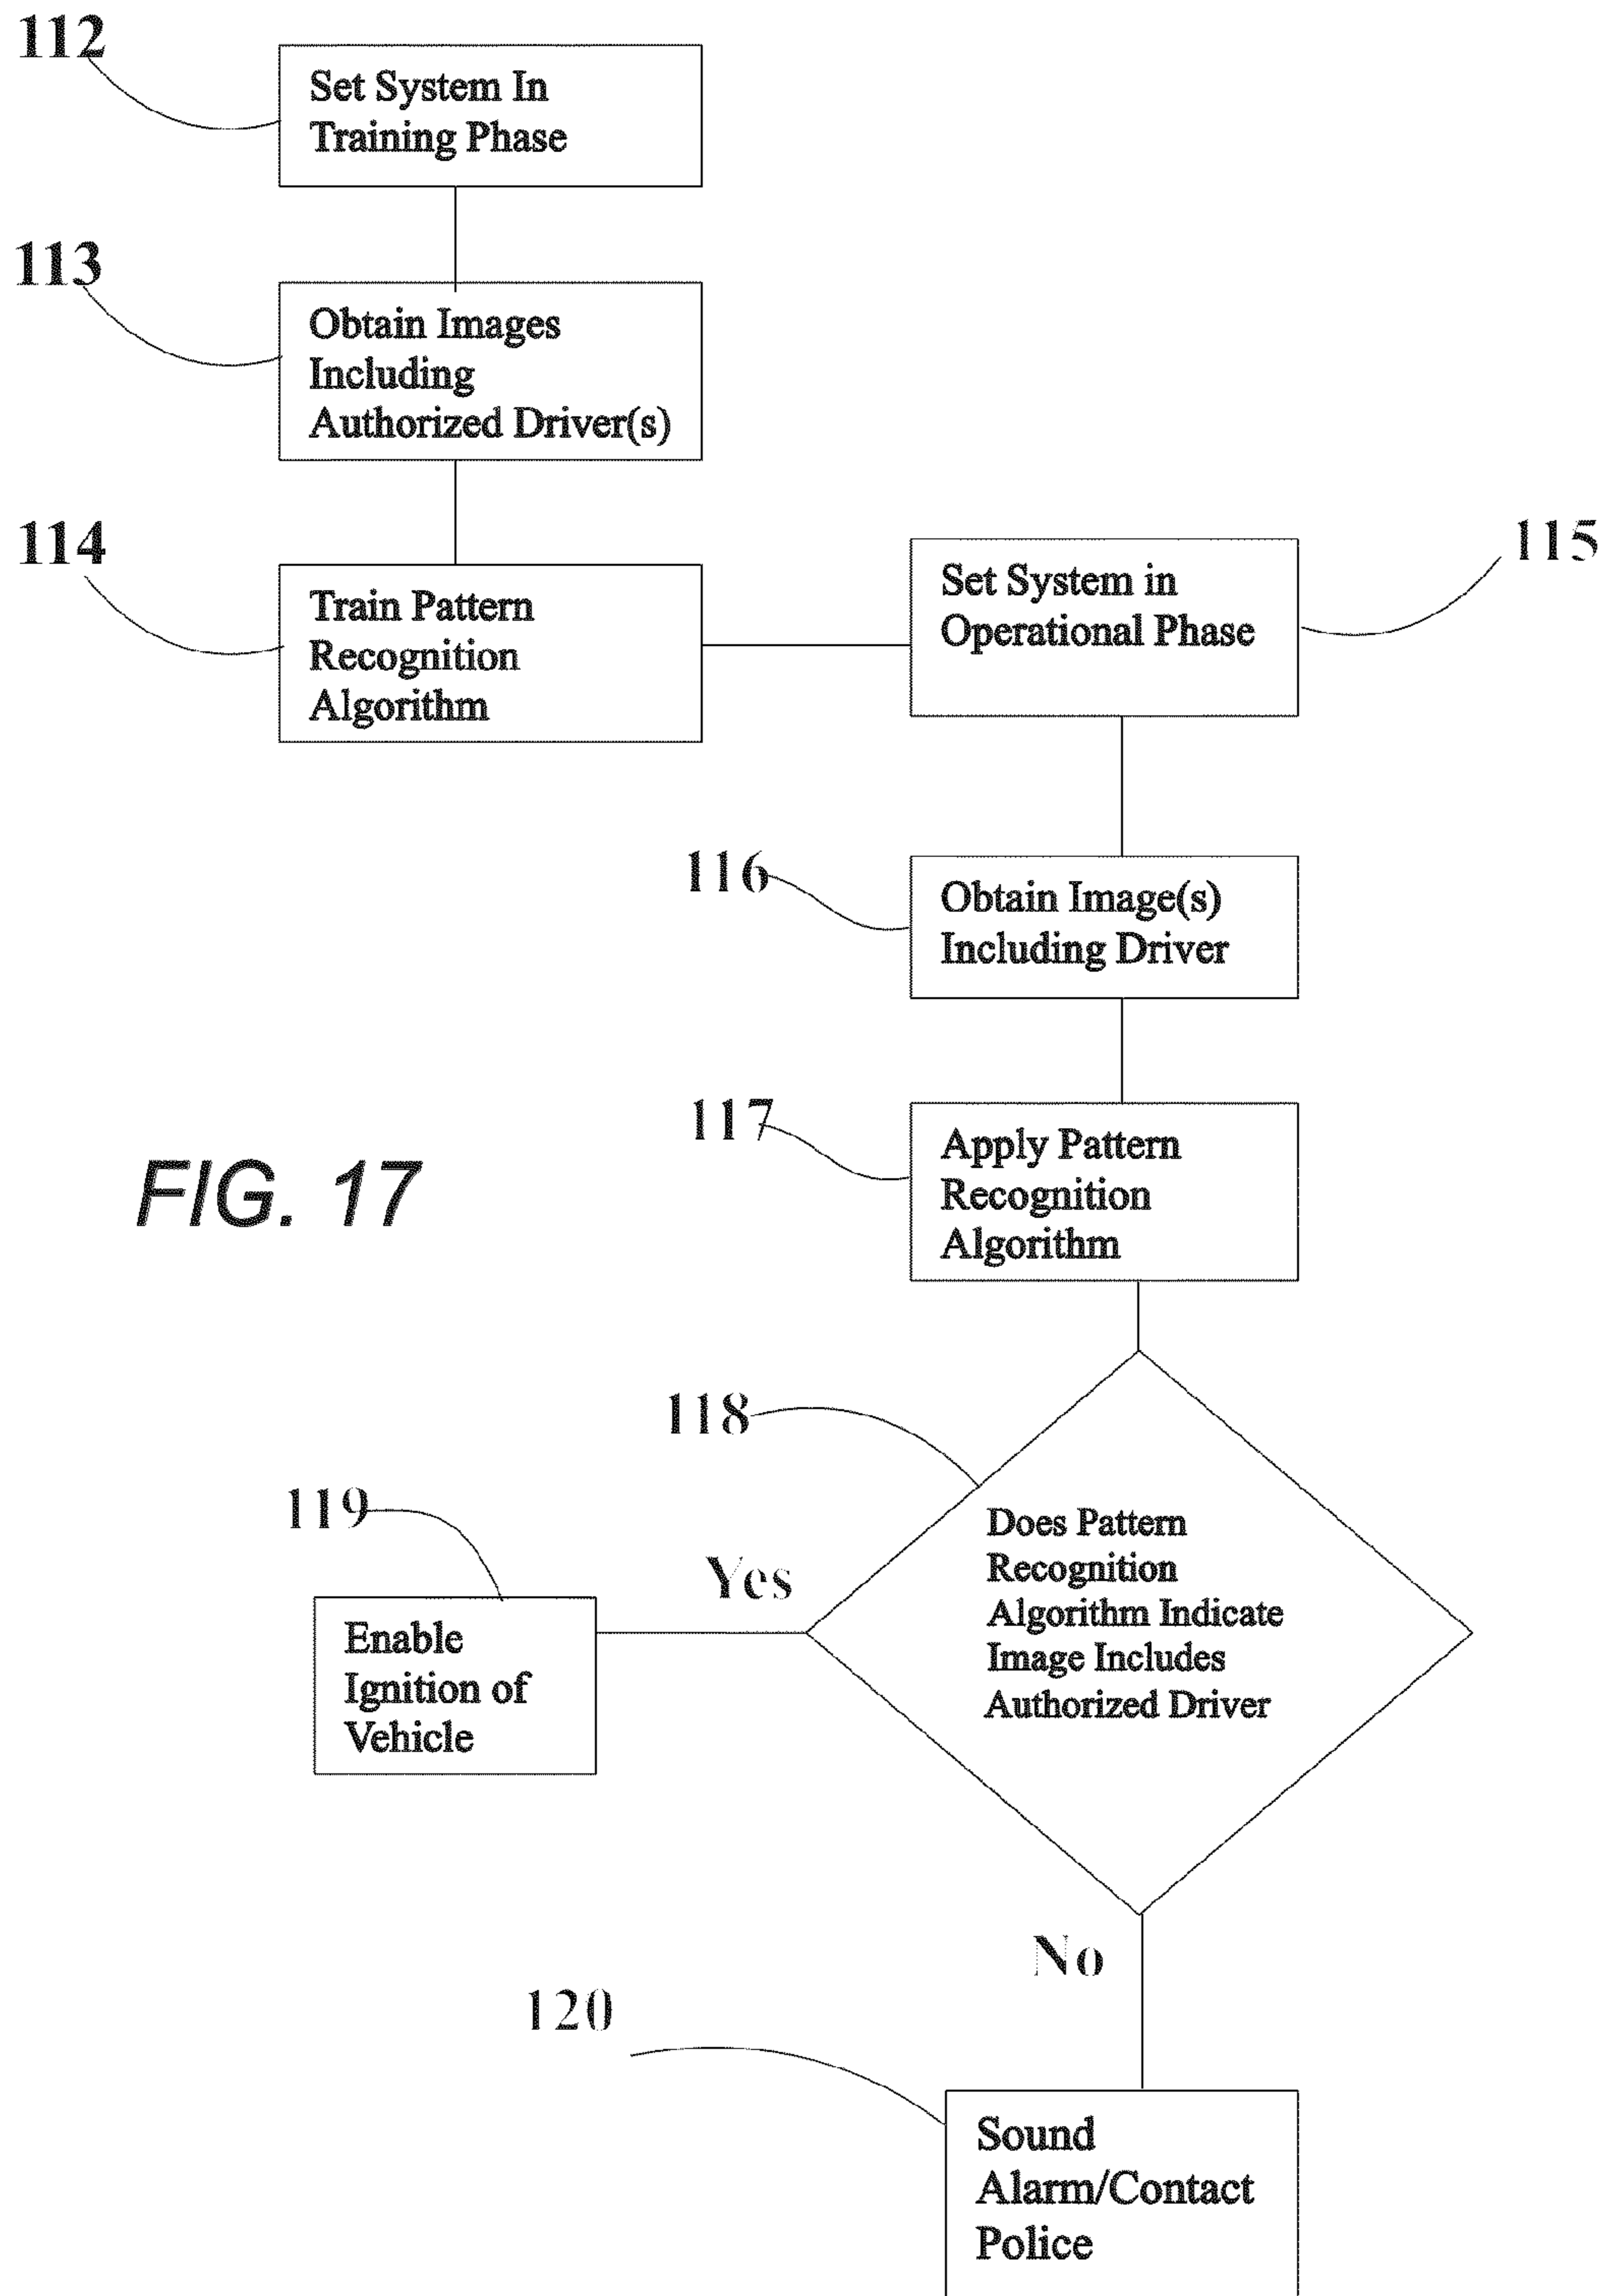 112
Set System In
Training Phase
113
Obtain Images
Including
Authorized Driver(s)
114
Train Pattern
Recognition
Algorithm
115
Set System in
Operational Phase
116
Obtain Image(s)
Including Driver
117
Apply Pattern
Recognition
Algorithm
FIG. 17
118
Does Pattern
Recognition
Algorithm Indicate
Image Includes
Authorized Driver
119
Yes
Enable
Ignition of
Vehicle
No
120
Sound
Alarm/Contact
Police